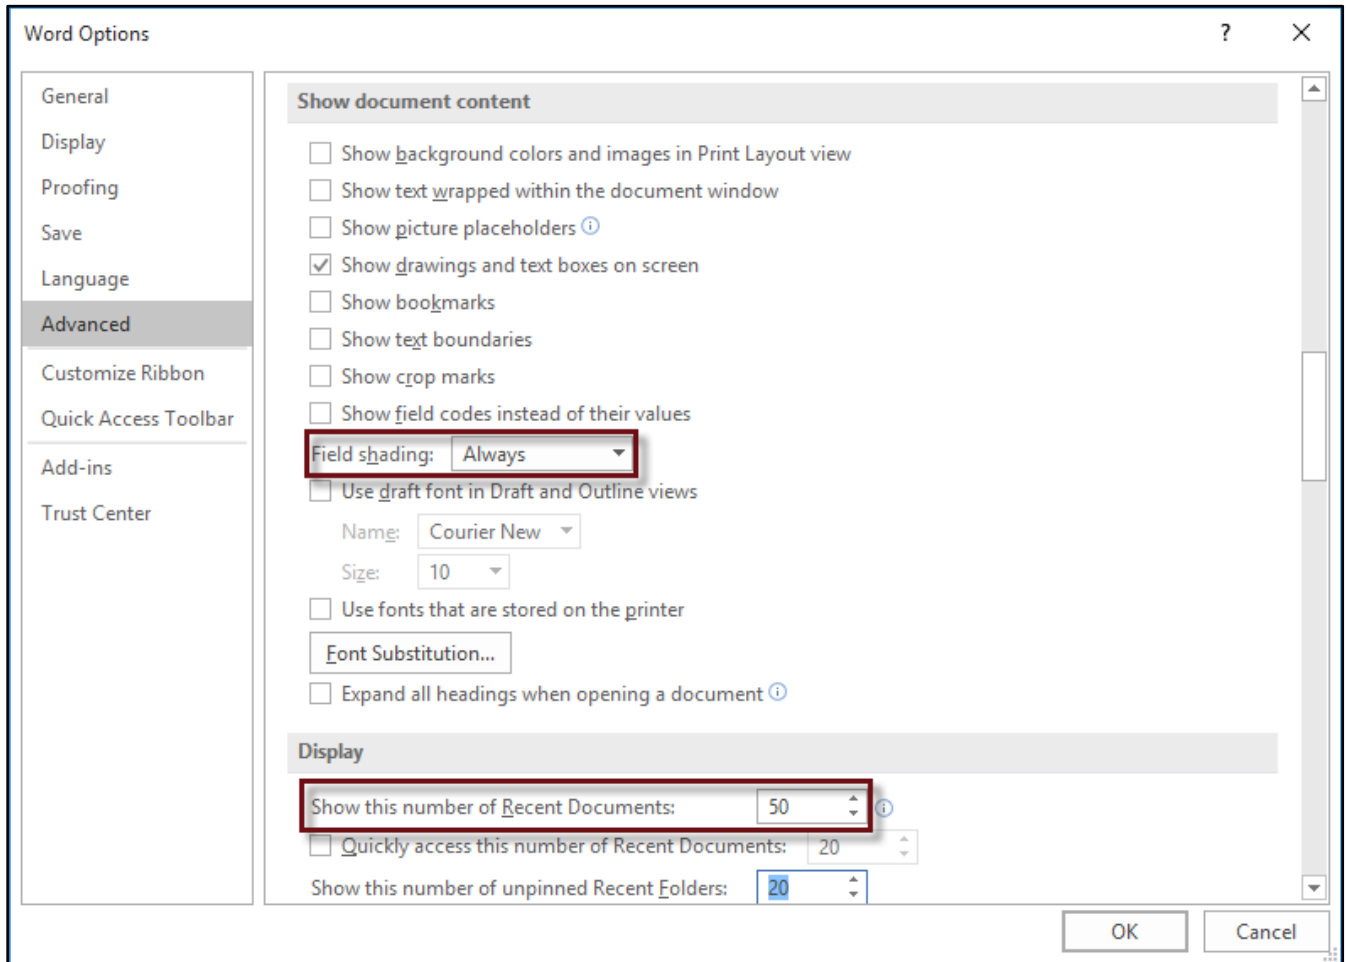 Word Options
?
General
Display
Proofing
Save
Language
Advanced
Customize Ribbon
Quick Access Toolbar
Add-ins
Trust Center
Show document content
Show background colors and images in Print Layout view
Show text wrapped within the document window
Show picture placeholders
Show drawings and text boxes on screen
Show bookmarks
Show text boundaries
Show crop marks
Show field codes instead of their values
Field shading: Always
Use draft font in Draft and Outline views
Name: Courier New
Size: 10
Use fonts that are stored on the printer
Font Substitution...
Expand all headings when opening a document
Display
Show this number of Recent Documents: 50
Quickly access this number of Recent Documents: 20
Show this number of unpinned Recent Folders: 20
OK Cancel